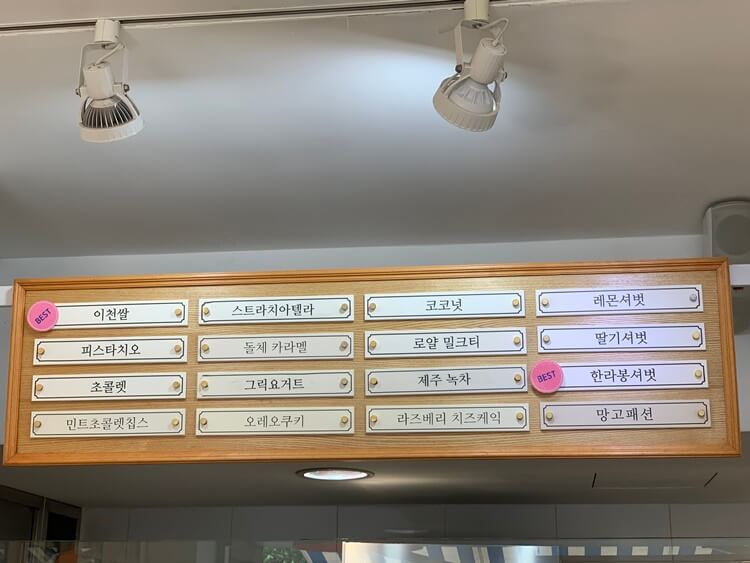 BEST
이천쌀
스트라치아텔라
코코넛
레몬셔벗
피스타치오
돌체 카라멜
로얄 밀크티
딸기셔벗
초콜렛
그릭요거트
제주 녹차
BEST
한라봉셔벗
민트초콜렛칩스
오레오쿠키
라즈베리 치즈케익
망고패션